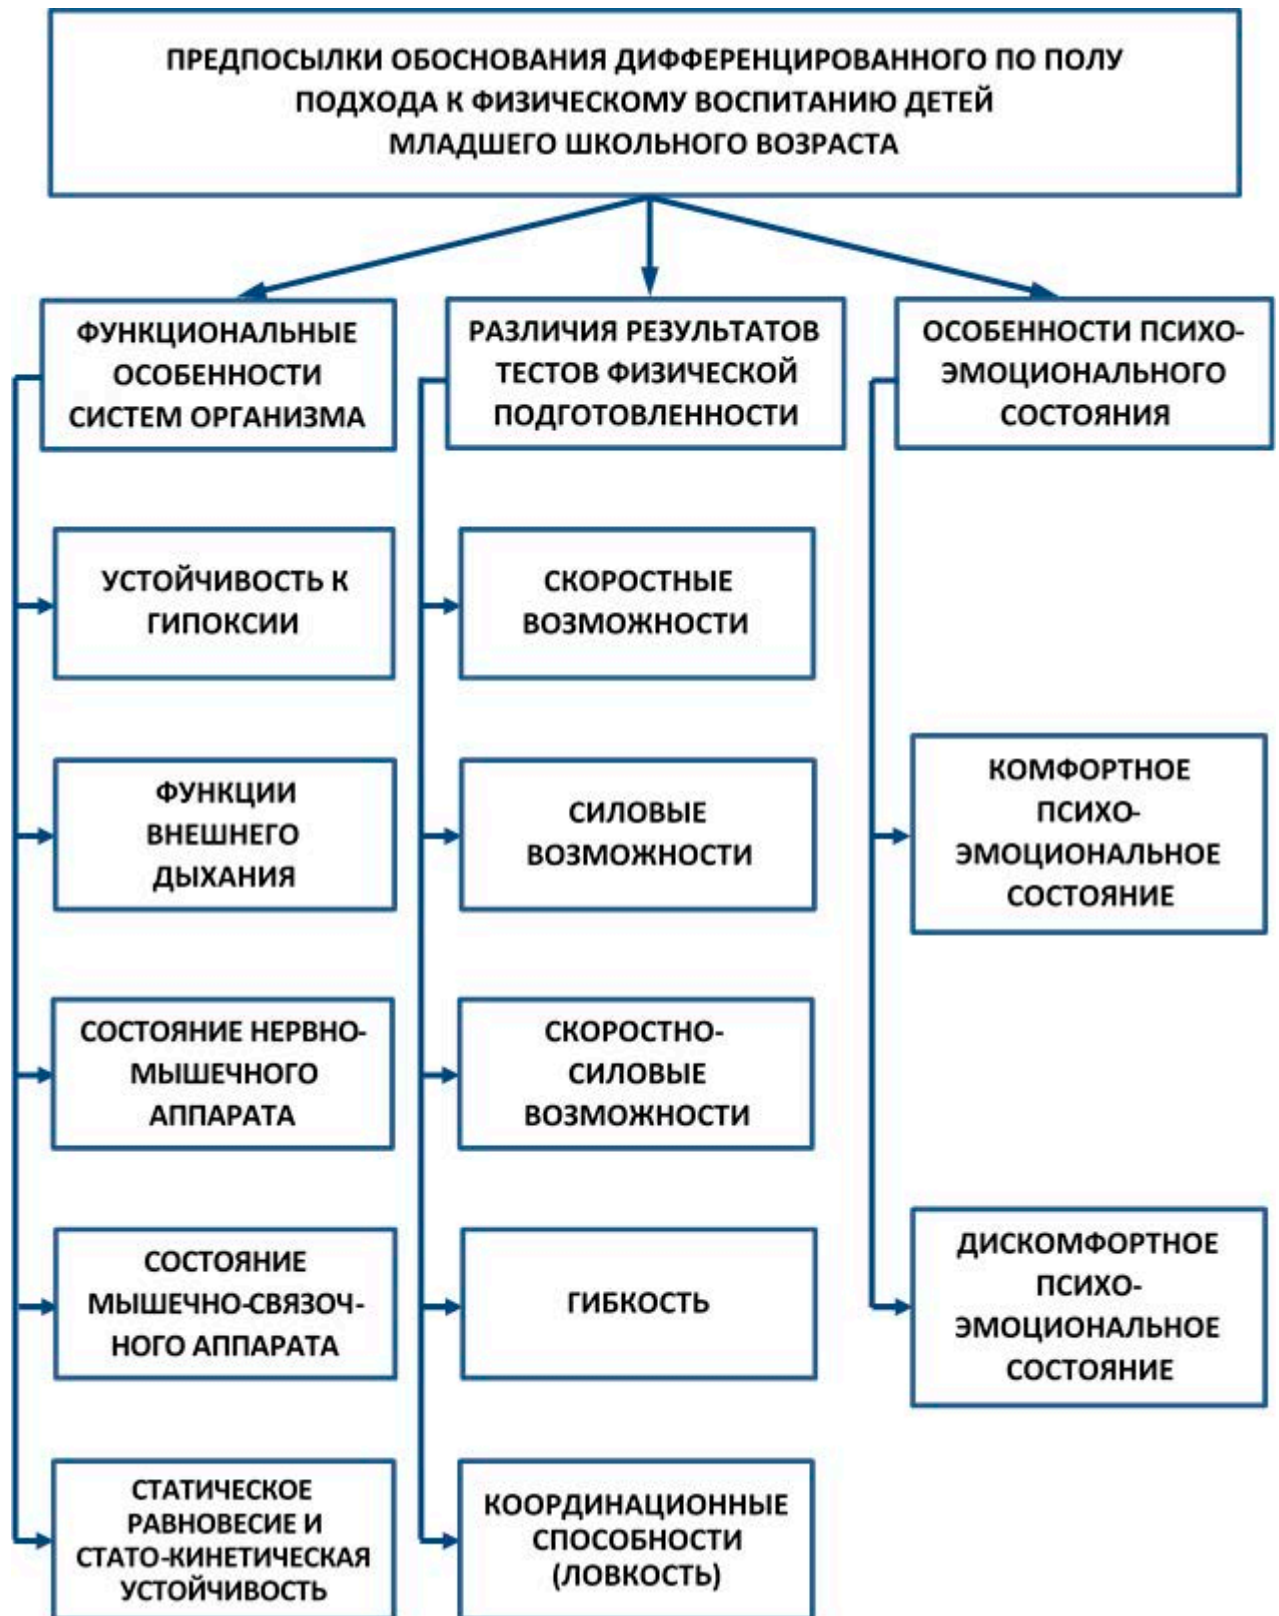 ПРЕДПОСЫЛКИ ОБОСНОВАНИЯ ДИФФЕРЕНЦИРОВАННОГО ПО ПОЛУ
ПОДХОДА К ФИЗИЧЕСКОМУ ВОСПИТАНИЮ ДЕТЕЙ
МЛАДШЕГО ШКОЛЬНОГО ВОЗРАСТА
ФУНКЦИОНАЛЬНЫЕ
ОСОБЕННОСТИ
СИСТЕМ ОРГАНИЗМА
УСТОЙЧИВОСТЬ К
ГИПОКСИИ
ФУНКЦИИ
ВНЕШНЕГО
ДЫХАНИЯ
СОСТОЯНИЕ НЕРВНО-
МЫШЕЧНОГО
АППАРАТА
СОСТОЯНИЕ
МЫШЕЧНО-СВЯЗОЧ-
НОГО АППАРАТА
СТАТИЧЕСКОЕ
РАВНОВЕСИЕ И
СТАТО-КИНЕТИЧЕСКАЯ
УСТОЙЧИВОСТЬ
РАЗЛИЧИЯ РЕЗУЛЬТАТОВ
ТЕСТОВ ФИЗИЧЕСКОЙ
ПОДГОТОВЛЕННОСТИ
СКОРОСТНЫЕ
ВОЗМОЖНОСТИ
СИЛОВЫЕ
ВОЗМОЖНОСТИ
СКОРОСТНО-
СИЛОВЫЕ
ВОЗМОЖНОСТИ
ГИБКОСТЬ
КООРДИНАЦИОННЫЕ
СПОСОБНОСТИ
(ЛОВКОСТЬ)
ОСОБЕННОСТИ ПСИХО-
ЭМОЦИОНАЛЬНОГО
СОСТОЯНИЯ
КОМФОРТНОЕ
ПСИХО-
ЭМОЦИОНАЛЬНОЕ
СОСТОЯНИЕ
ДИСКОМФОРТНОЕ
ПСИХО-
ЭМОЦИОНАЛЬНОЕ
СОСТОЯНИЕ